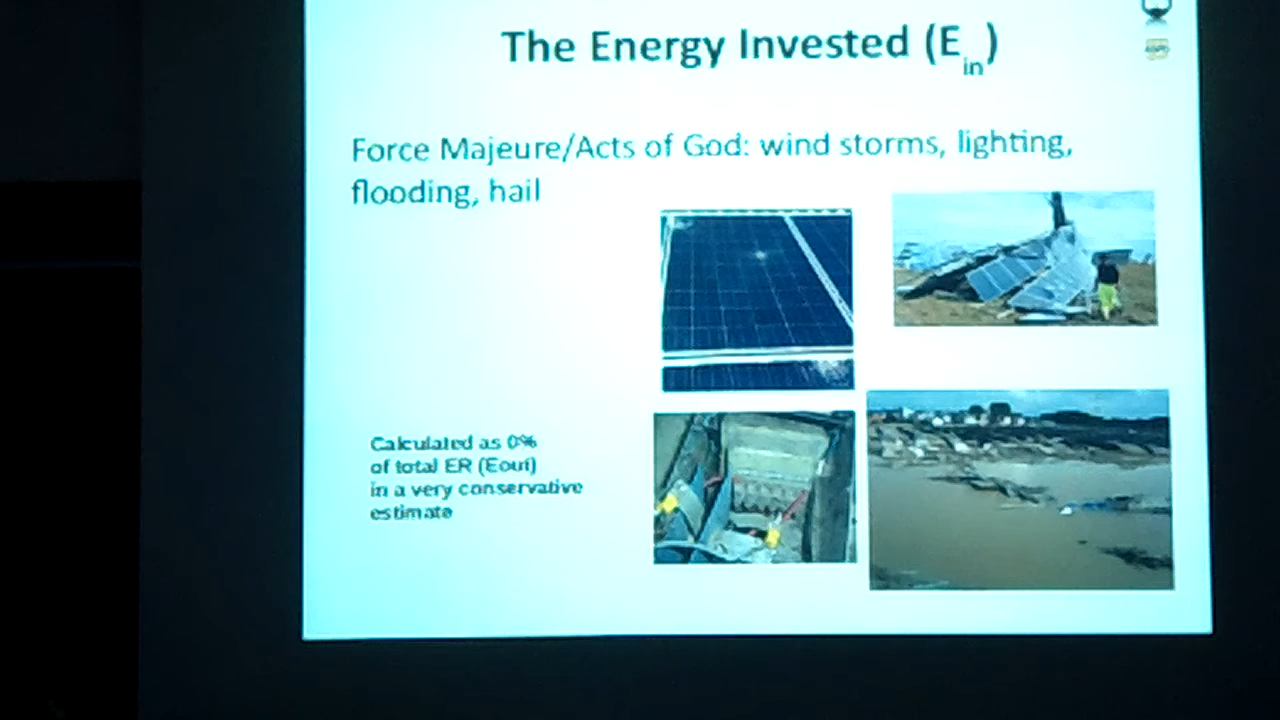 The Energy Invested (Ein)
Force Majeure/Acts of God: wind storms, lighting,
flooding, hail
Calculated as 0%
of total ER (Eout)
in a very conservative
estimate